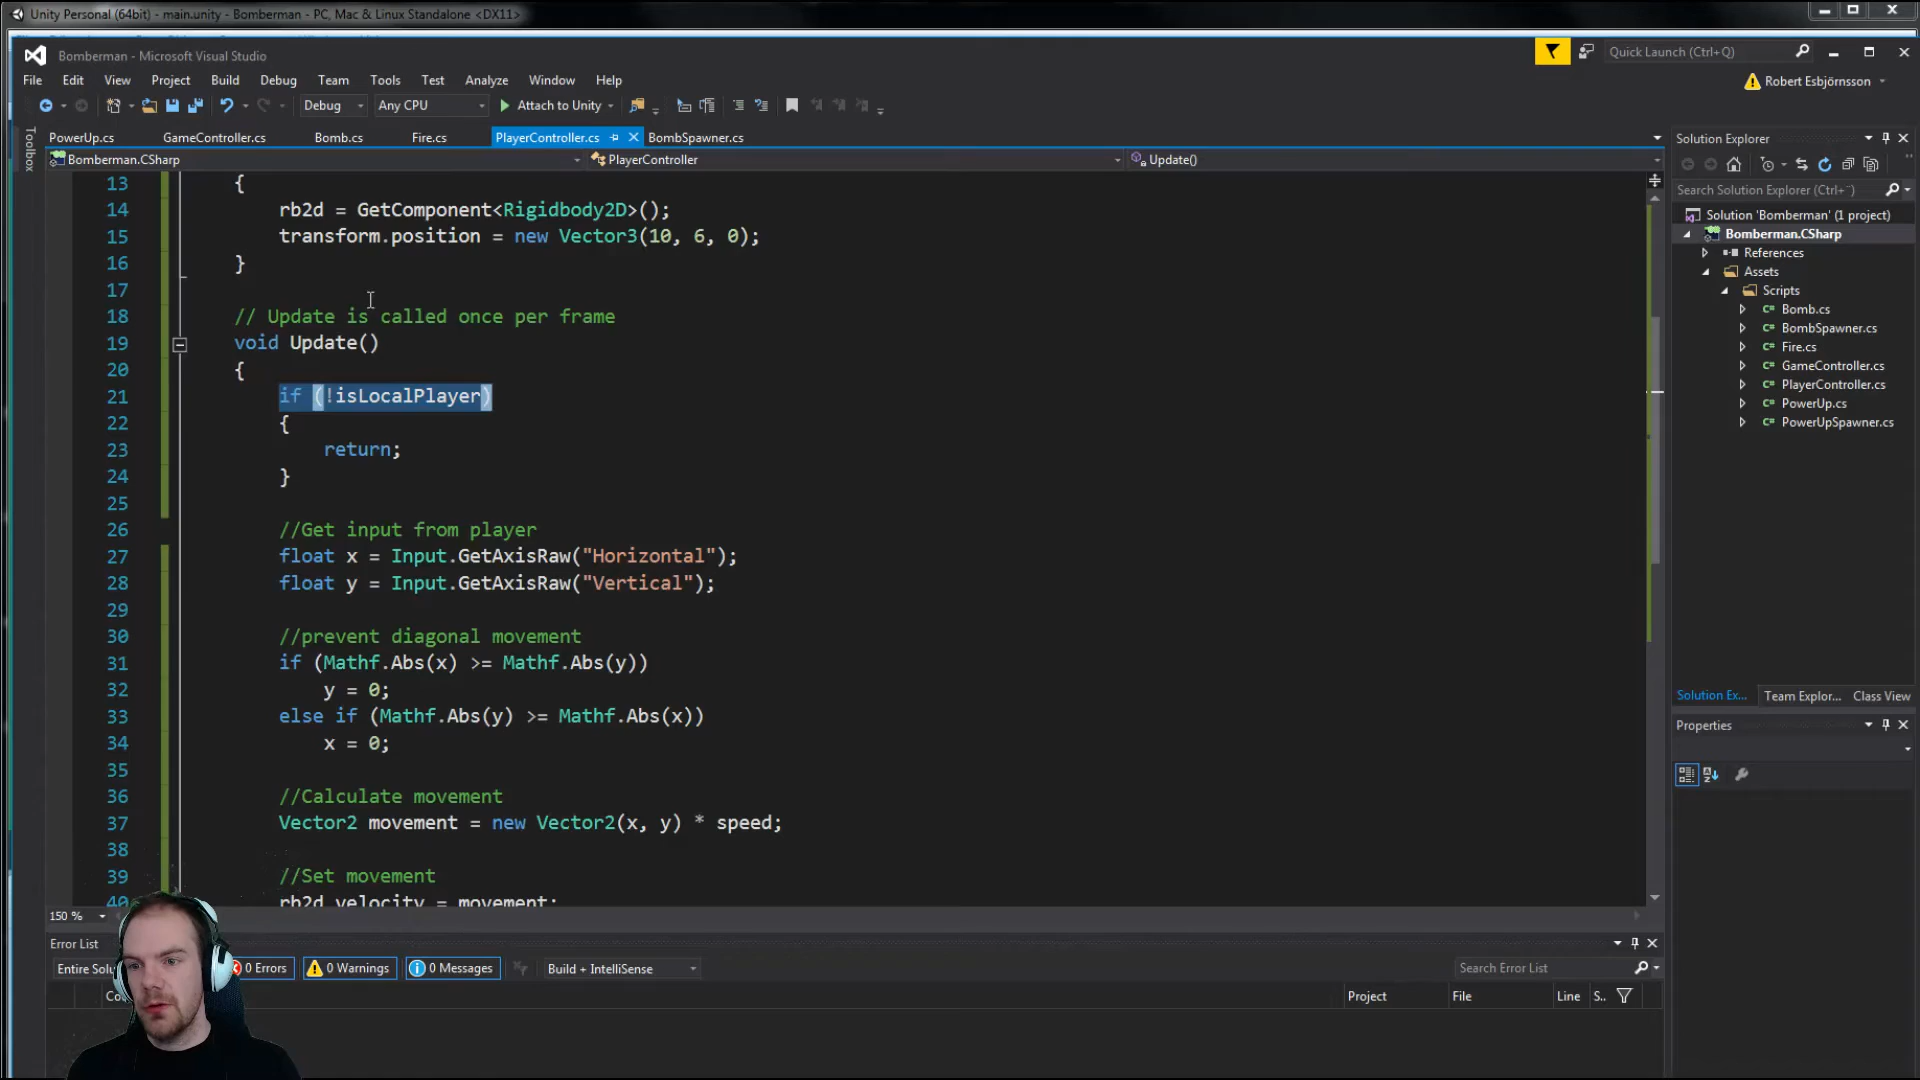 Unity Personal (64bit) - main.unity - Bomberman - PC, Mac & Linux Standalone <DX11>
Bomberman - Microsoft Visual Studio
Quick Launch (Ctrl+Q)
File Edit View Project Build Debug Team Tools Test Analyze Window Help
Robert Esbjörnsson
Debug Any CPU Attach to Unity
PowerUp.cs GameController.cs Bomb.cs Fire.cs PlayerController.cs BombSpawner.cs
Toolbox
Bomberman.CSharp PlayerController Update()
13 {
14 rb2d = GetComponent<Rigidbody2D>();
15 transform.position = new Vector3(10, 6, 0);
16 }
17
18 // Update is called once per frame
19 void Update()
20 {
21 if (!isLocalPlayer)
22 {
23 return;
24 }
25
26 //Get input from player
27 float x = Input.GetAxisRaw("Horizontal");
28 float y = Input.GetAxisRaw("Vertical");
29
30 //prevent diagonal movement
31 if (Mathf.Abs(x) >= Mathf.Abs(y))
32 y = 0;
33 else if (Mathf.Abs(y) >= Mathf.Abs(x))
34 x = 0;
35
36 //Calculate movement
37 Vector2 movement = new Vector2(x, y) * speed;
38
39 //Set movement
40 rb2d.velocity = movement;
150 %
Error List
Entire Solu 0 Errors 0 Warnings 0 Messages Build + IntelliSense Search Error List
Project File Line S..
Solution Explorer
Search Solution Explorer (Ctrl+¨)
Solution 'Bomberman' (1 project)
Bomberman.CSharp
References
Assets
Scripts
Bomb.cs
BombSpawner.cs
Fire.cs
GameController.cs
PlayerController.cs
PowerUp.cs
PowerUpSpawner.cs
Solution Ex... Team Explor... Class View
Properties